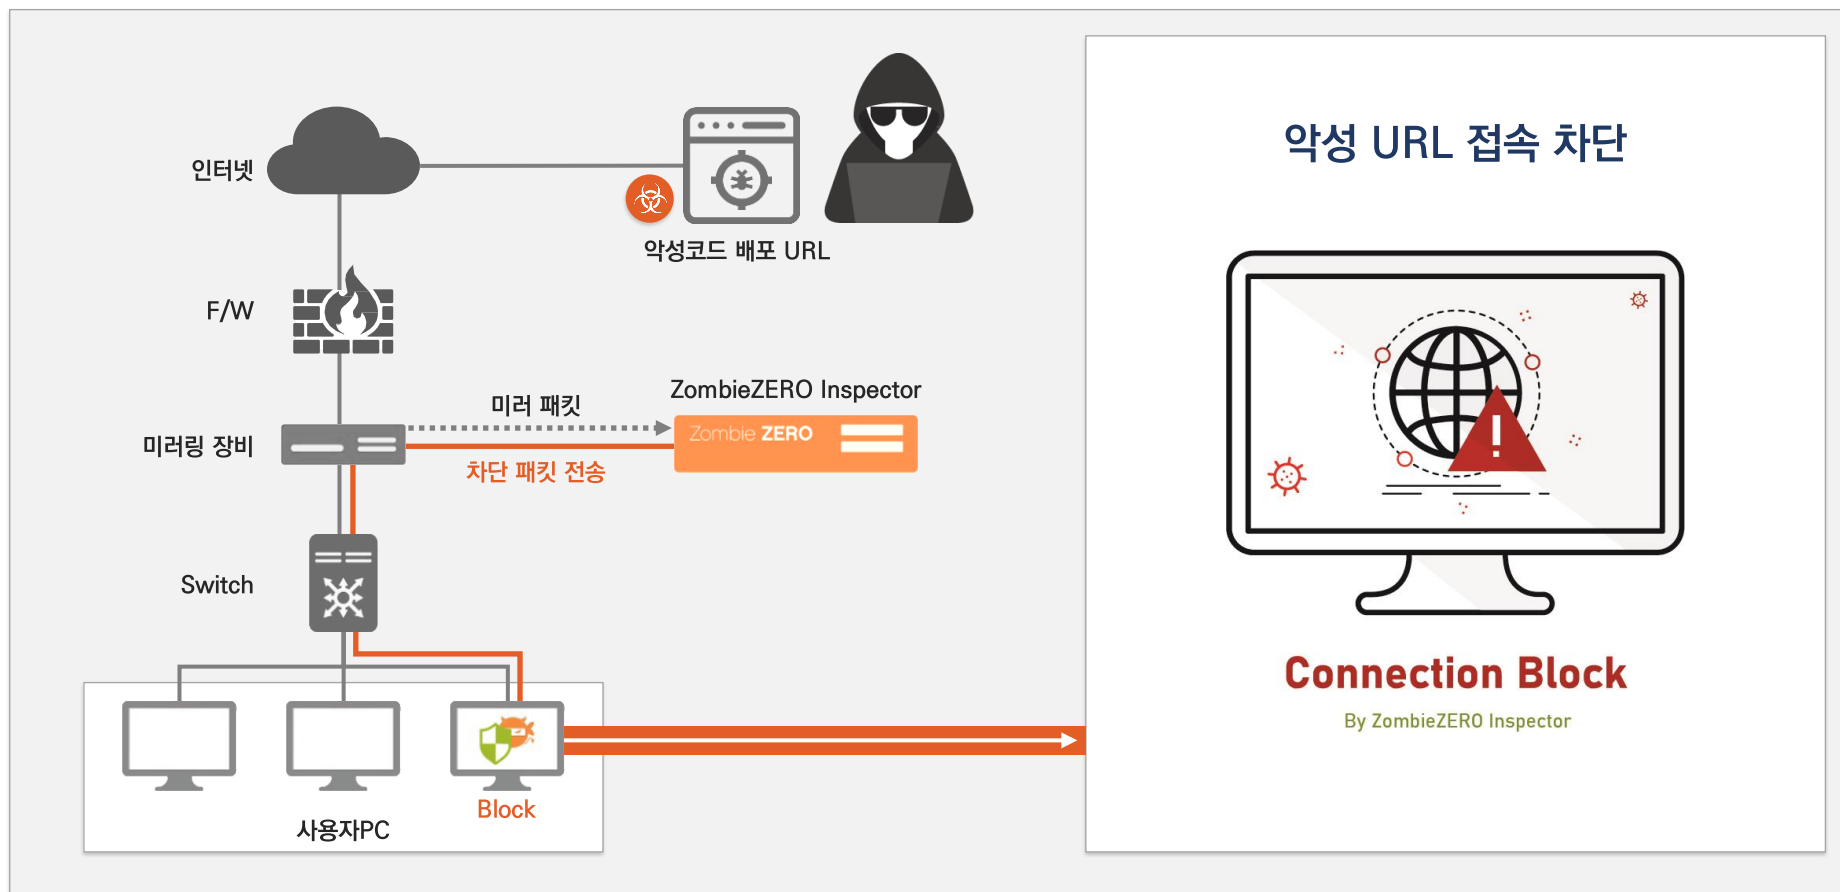 인터넷
악성코드 배포 URL
F/W
ZombieZERO Inspector
미러 패킷
Zombie ZERO
미러링 장비
차단 패킷 전송
Switch
Block
사용자PC
악성 URL 접속 차단
Connection Block
By ZombieZERO Inspector